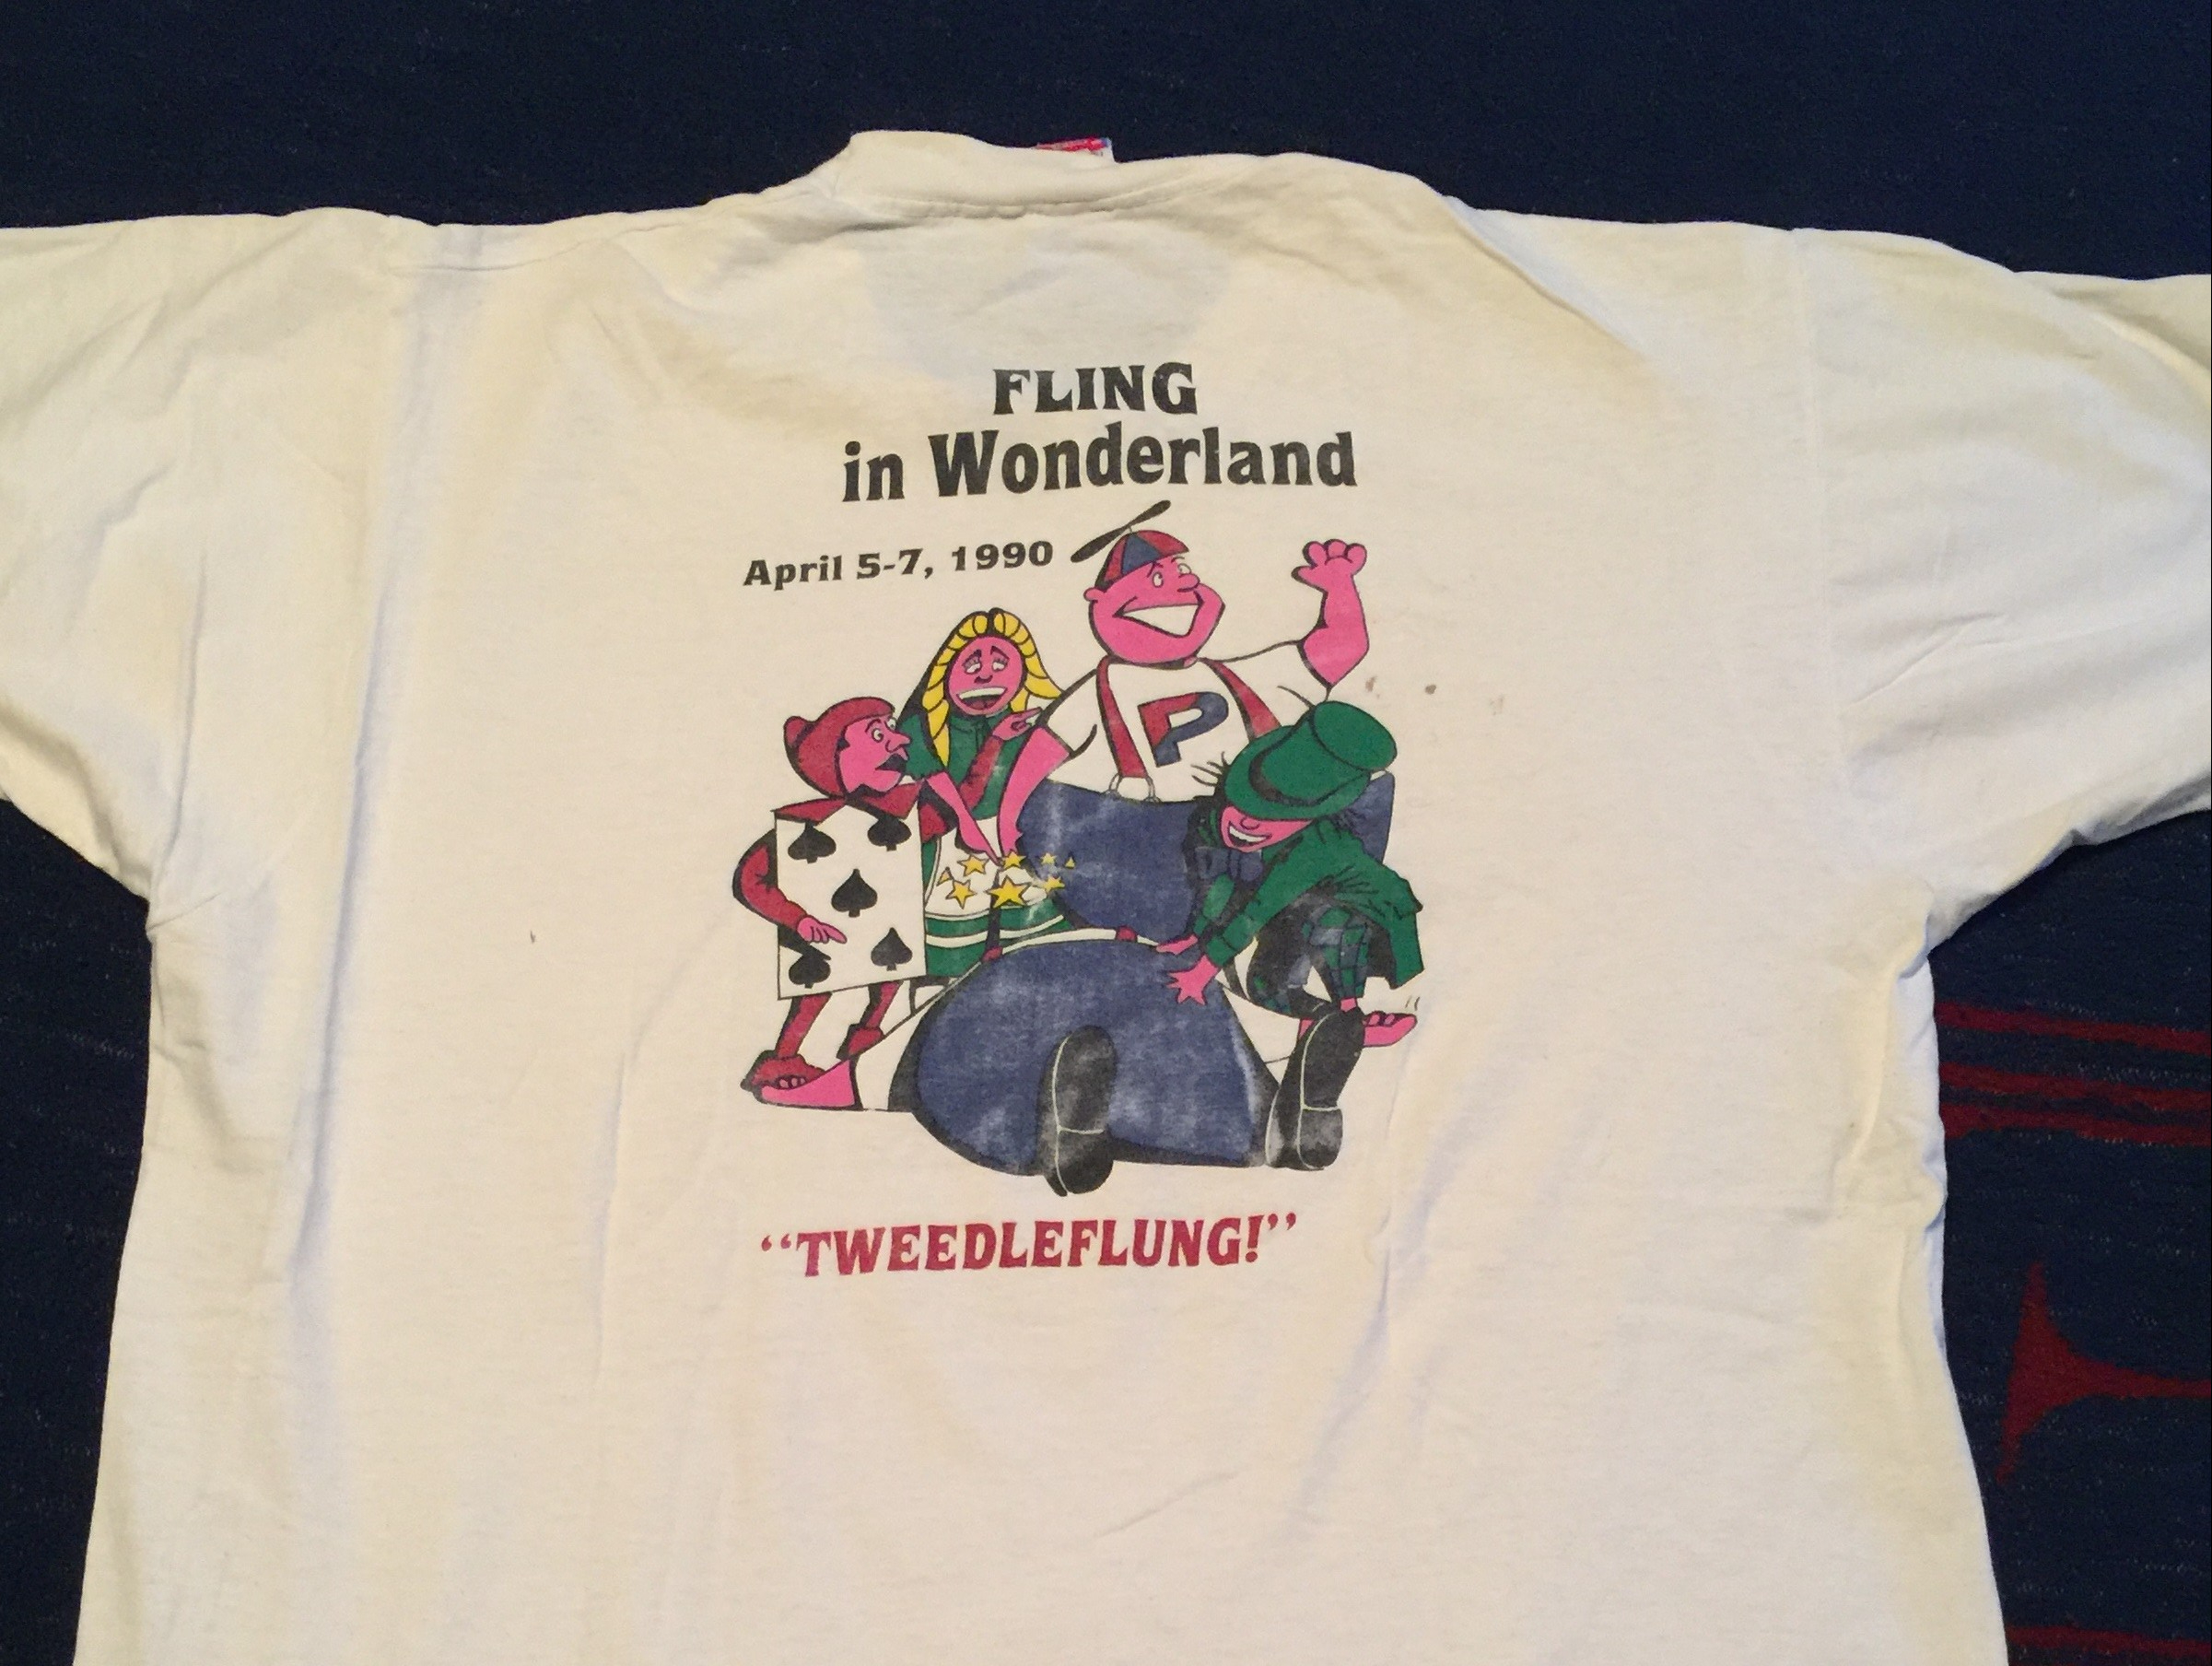 FLING
in Wonderland
April 5-7, 1990
P
“TWEEDLEFLUNG!”